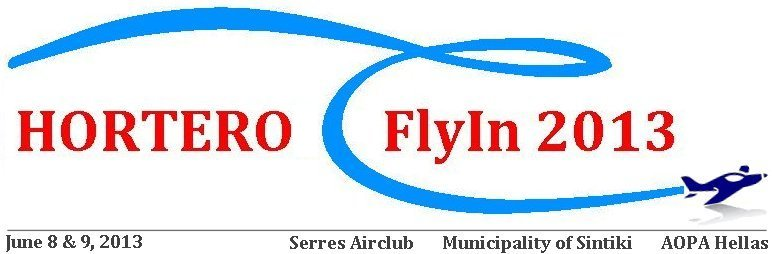 HORTERO FlyIn 2013
June 8 & 9, 2013 Serres Airclub Municipality of Sintiki AOPA Hellas